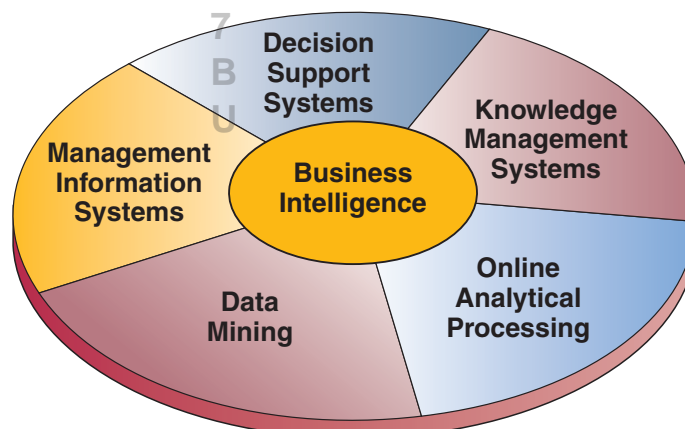 7
B
U
Decision
Support
Systems
Knowledge
Management
Systems
Management
Information
Systems
Business
Intelligence
Online
Analytical
Processing
Data
Mining